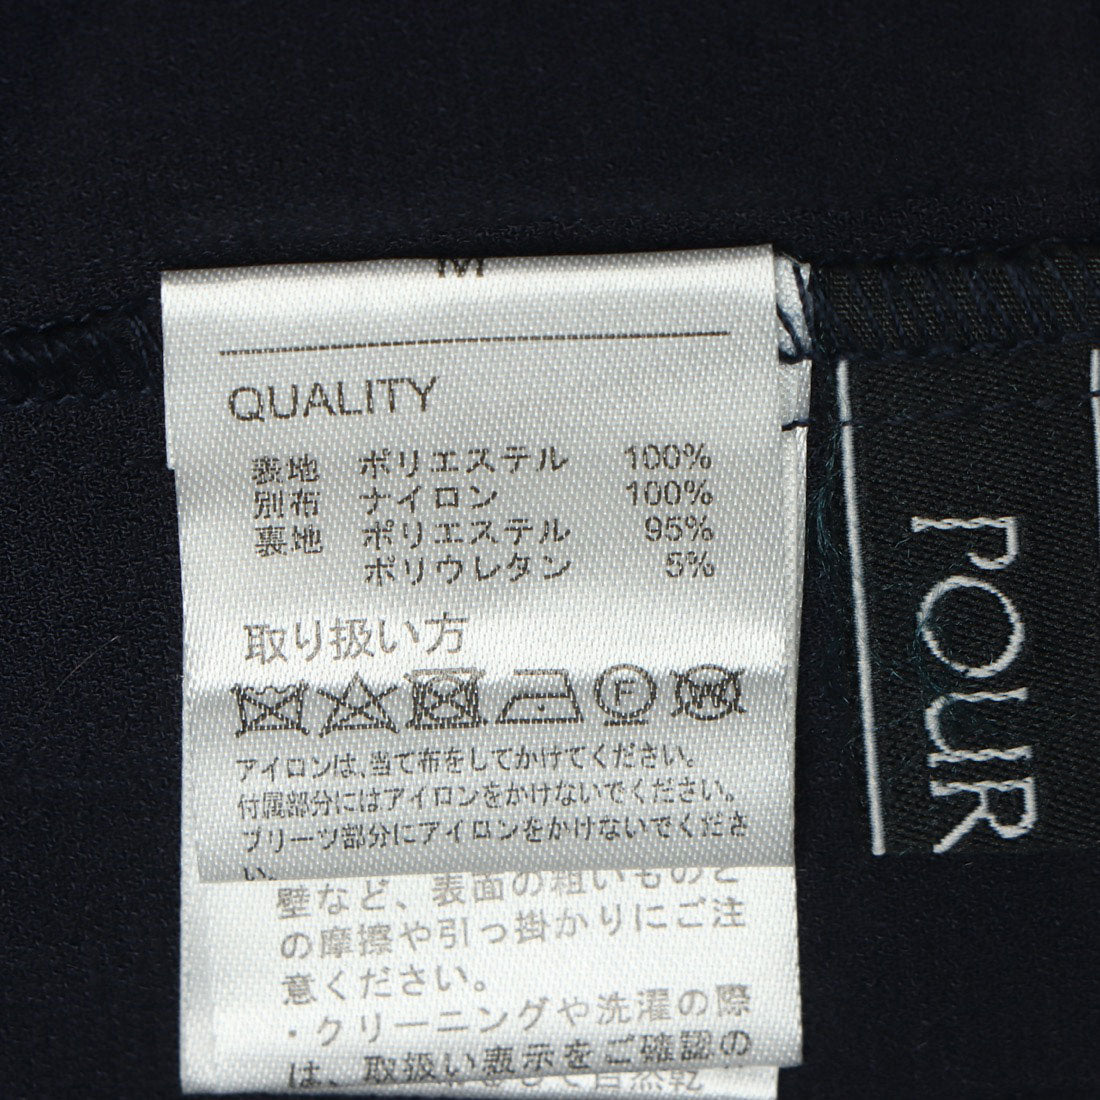 M
QUALITY
表地 ポリエステル 100%
別布 ナイロン 100%
裏地 ポリエステル 95%
ポリウレタン 5%
取り扱い方
F
W
アイロンは、当て布をしてかけてください。
付属部分にはアイロンをかけないでください。
プリーツ部分にアイロンをかけないでくださ
い。
壁など、表面の粗いものと
の摩擦や引っ掛かりにご注
意ください。
・クリーニングや洗濯の際
は、取扱い表示をご確認の
自然乾
POUR